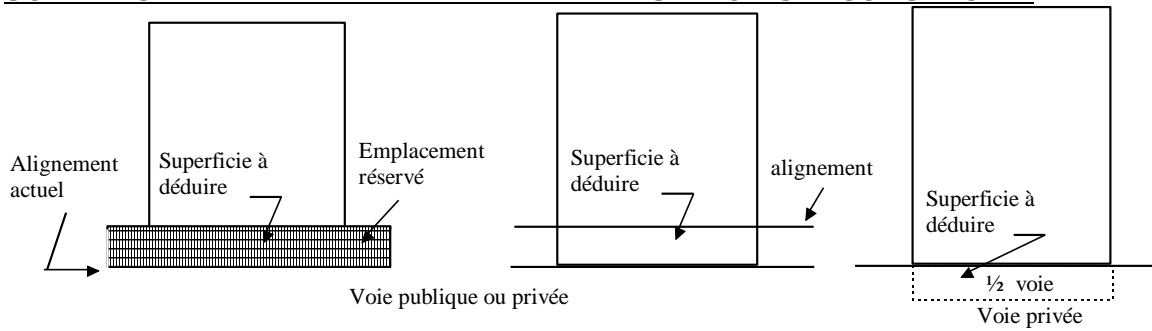 Alignement
actuel
Superficie à
déduire
Emplacement
réservé
Superficie à
déduire
alignement
Superficie à
déduire
½ voie
Voie publique ou privée
Voie privée